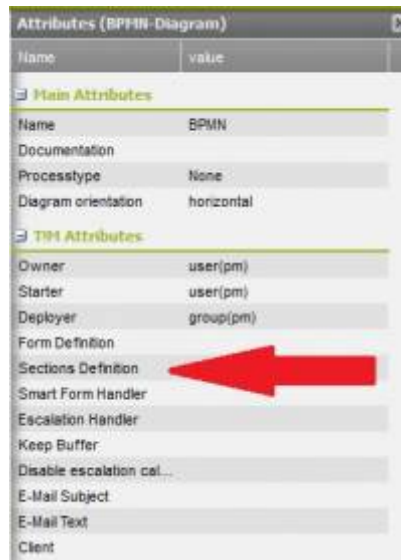 Attributes (BPMN-Diagram)
Name value
Main Attributes
Name BPMN
Documentation
Processtype None
Diagram orientation horizontal
TIM Attributes
Owner user(pm)
Starter user(pm)
Deployer group(pm)
Form Definition
Sections Definition
Smart Form Handler
Escalation Handler
Keep Buffer
Disable escalation cal...
E-Mail Subject
E-Mail Text
Client